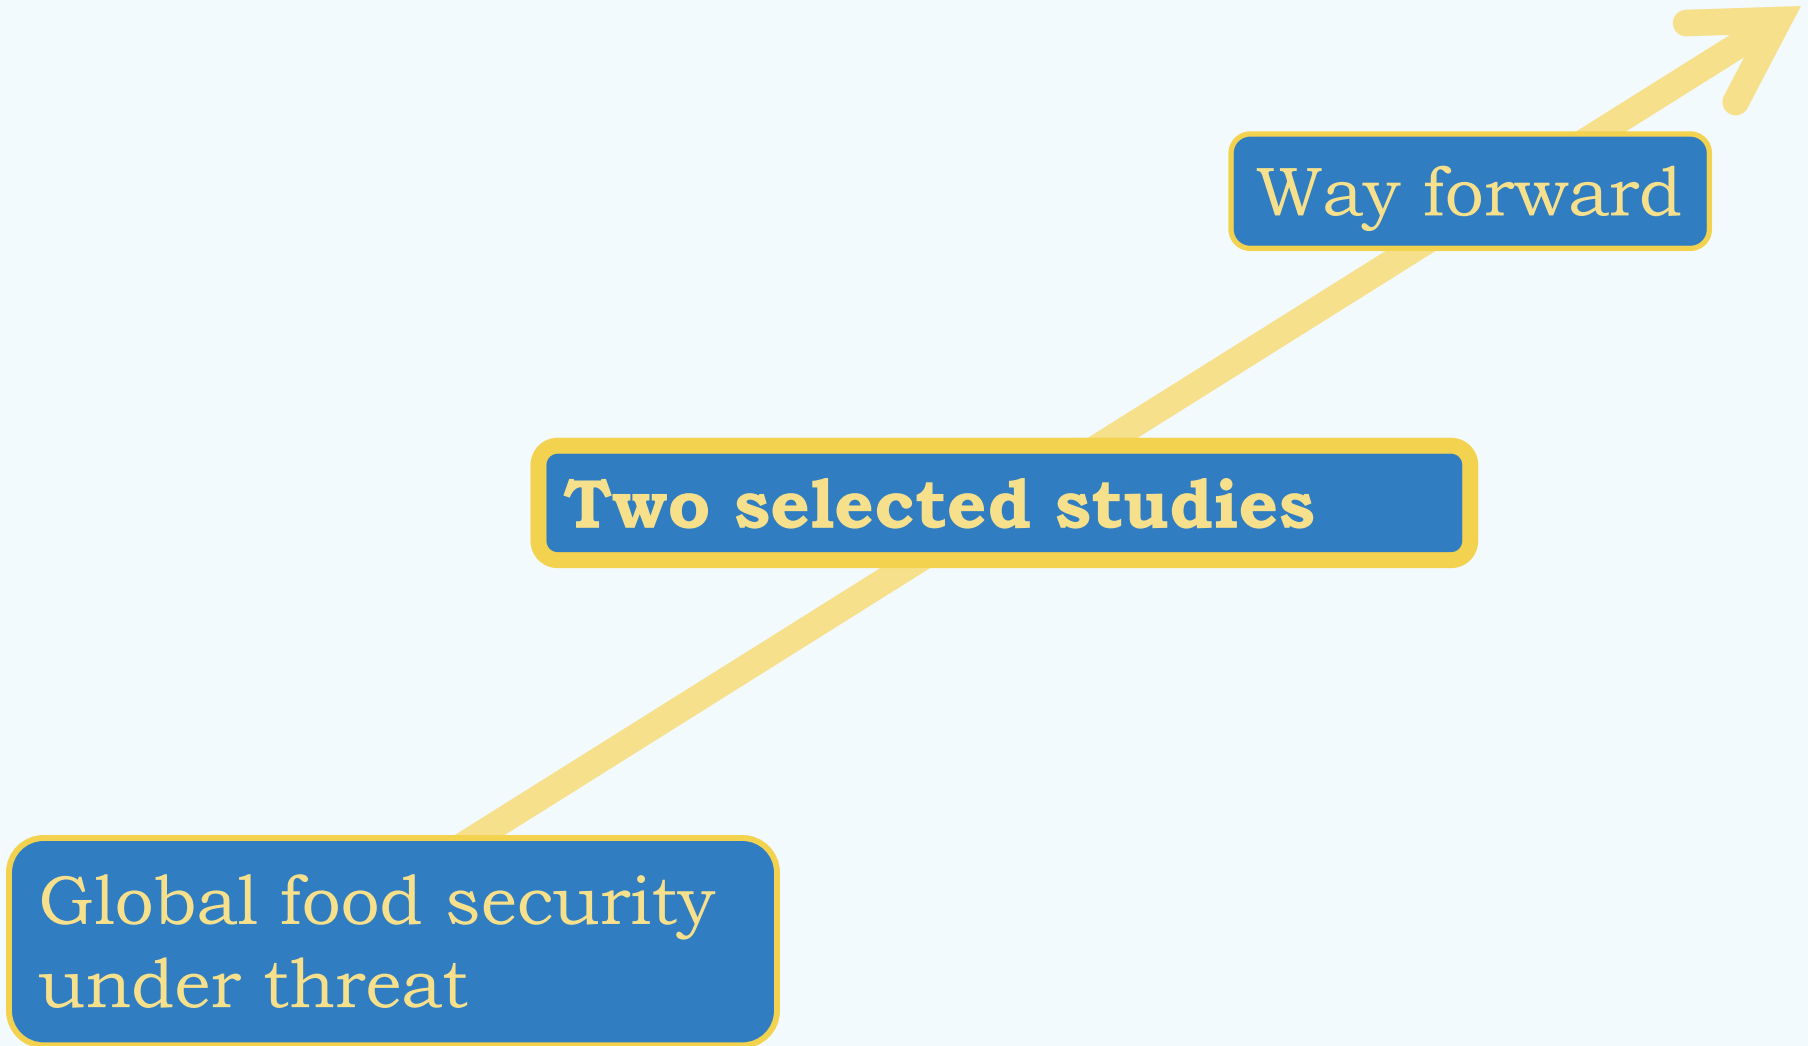 Way forward
Two selected studies
Global food security
under threat